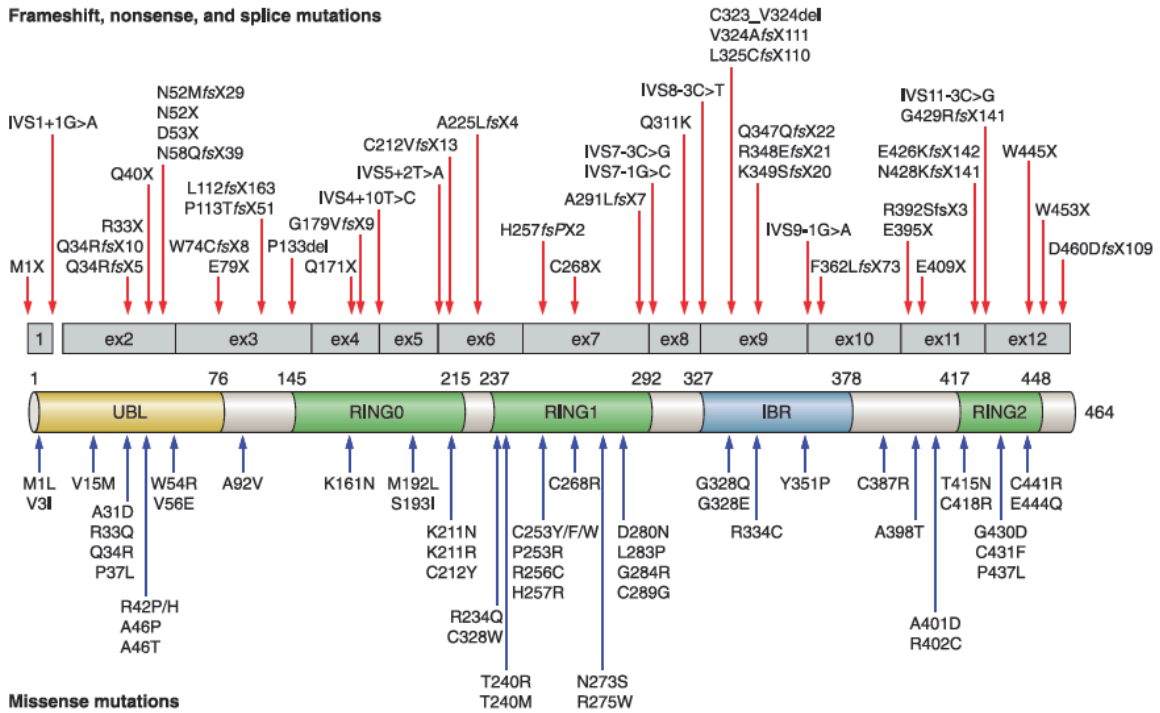 Frameshift, nonsense, and splice mutations
C323_V324del
V324AfsX111
L325CfsX110
IVS8-3C>T
IVS11-3C>G
G429RfsX141
N52MfsX29
N52X
D53X
N58QfsX39
IVS1+1G>A
A225LfsX4
Q311K
C212VfsX13
Q347QfsX22
R348EfsX21
K349SfsX20
IVS7-3C>G
IVS7-1G>C
E426KfsX142
N428KfsX141
W445X
Q40X
IVS5+2T>A
L112fsX163
P113TfsX51
IVS4+10T>C
A291LfsX7
R392SfsX3
E395X
W453X
R33X
Q34RfsX10
Q34RfsX5
G179VfsX9
H257fsPX2
IVS9-1G>A
W74CfsX8
E79X
P133del
D460DfsX109
M1X
Q171X
C268X
F362LfsX73
E409X
1 ex2 ex3 ex4 ex5 ex6 ex7 ex8 ex9 ex10 ex11 ex12
1 76 145 215 237 292 327 378 417 448
UBL RING0 RING1 IBR RING2 464
M1L
V3I
V15M
W54R
V56E
A92V
K161N
M192L
S193I
C268R
G328Q
G328E
Y351P
C387R
T415N
C418R
C441R
E444Q
A31D
R33Q
Q34R
P37L
K211N
K211R
C212Y
C253Y/F/W
P253R
R256C
H257R
D280N
L283P
G284R
C289G
R334C
A398T
G430D
C431F
P437L
R42P/H
A46P
A46T
R234Q
C328W
A401D
R402C
T240R
T240M
N273S
R275W
Missense mutations